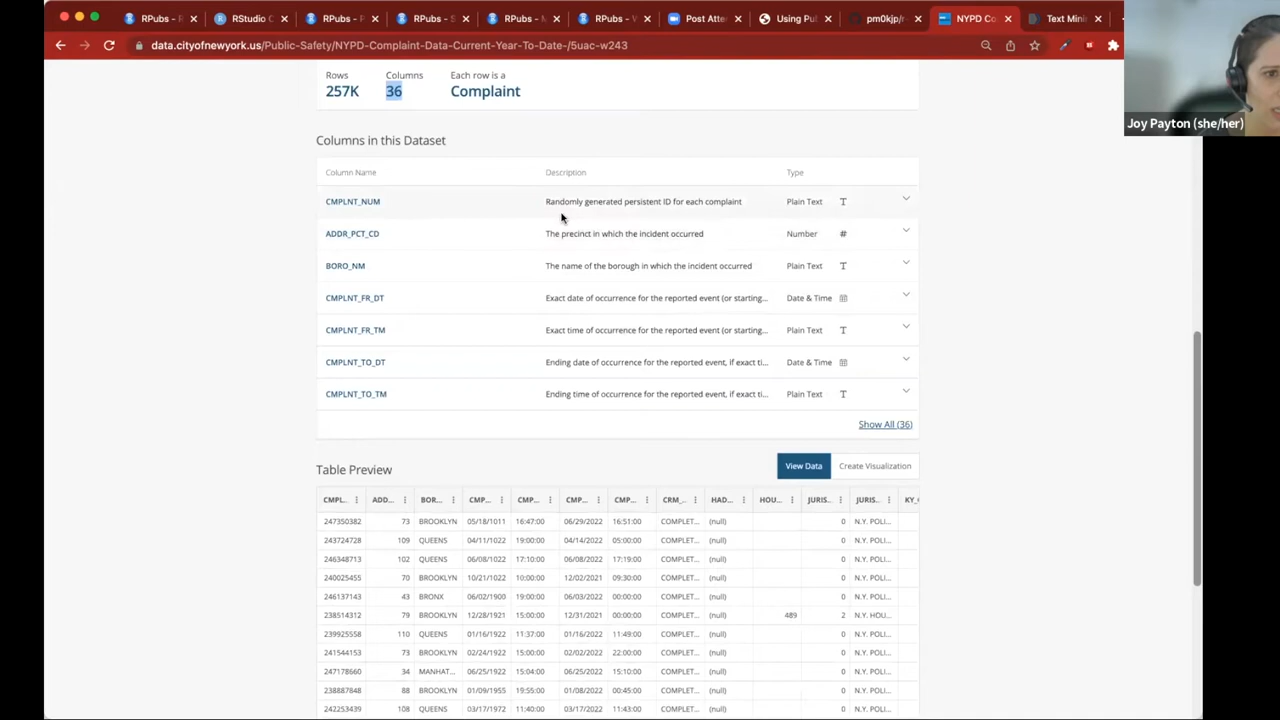 RPubs - R
RStudio C
RPubs - F
RPubs - S
RPubs - M
RPubs - V
Post Atte
Using Pul
pm0kjp/re
NYPD Co
Text Minin
data.cityofnewyork.us/Public-Safety/NYPD-Complaint-Data-Current-Year-To-Date-/5uac-w243
Joy Payton (she/her)
Rows Columns Each row is a
257K 36 Complaint
Columns in this Dataset
Column Name Description Type
CMPLNT_NUM Randomly generated persistent ID for each complaint Plain Text T
ADDR_PCT_CD The precinct in which the incident occurred Number #
BORO_NM The name of the borough in which the incident occurred Plain Text T
CMPLNT_FR_DT Exact date of occurrence for the reported event (or starting... Date & Time
CMPLNT_FR_TM Exact time of occurrence for the reported event (or starting... Plain Text T
CMPLNT_TO_DT Ending date of occurrence for the reported event, if exact ti... Date & Time
CMPLNT_TO_TM Ending time of occurrence for the reported event, if exact ti... Plain Text T
Show All (36)
Table Preview View Data Create Visualization
CMPL... ADD... BOR... CMP... CMP... CMP... CMP... CRM_... HAD... HOU... JURIS... JURIS... KY_
247350382 73 BROOKLYN 05/18/1011 16:47:00 06/29/2022 16:51:00 COMPLET... (null) 0 N.Y. POLI...
243724728 109 QUEENS 04/11/1022 19:00:00 04/14/2022 05:00:00 COMPLET... (null) 0 N.Y. POLI...
246348713 102 QUEENS 06/08/1022 17:10:00 06/08/2022 17:19:00 COMPLET... (null) 0 N.Y. POLI...
240025455 70 BROOKLYN 10/21/1022 10:00:00 12/02/2021 09:30:00 COMPLET... (null) 0 N.Y. POLI...
246137143 43 BRONX 06/02/1900 19:00:00 06/03/2022 00:00:00 COMPLET... (null) 0 N.Y. POLI...
238514312 79 BROOKLYN 12/28/1921 15:00:00 12/31/2021 00:00:00 COMPLET... (null) 489 2 N.Y. HOU...
239925558 110 QUEENS 01/16/1922 11:37:00 01/16/2022 11:49:00 COMPLET... (null) 0 N.Y. POLI...
241544153 73 BROOKLYN 02/24/1922 15:00:00 02/02/2022 22:00:00 COMPLET... (null) 0 N.Y. POLI...
247178660 34 MANHAT... 06/25/1922 15:04:00 06/25/2022 15:10:00 COMPLET... (null) 0 N.Y. POLI...
238887848 88 BROOKLYN 01/09/1955 19:55:00 01/08/2022 00:45:00 COMPLET... (null) 0 N.Y. POLI...
242253439 108 QUEENS 03/17/1972 11:40:00 03/17/2022 11:43:00 COMPLET... (null) 0 N.Y. POLI...